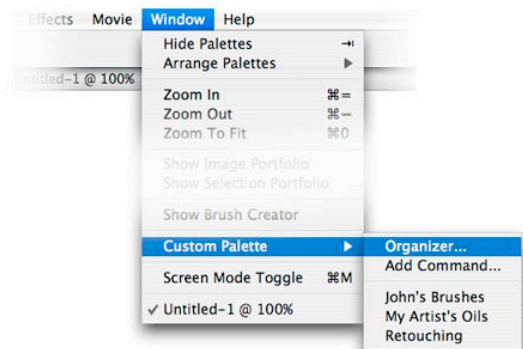 Effects Movie Window Help
Hide Palettes ⇥
Arrange Palettes ▶
Untitled-1 @ 100%
Zoom In ⌘=
Zoom Out ⌘−
Zoom To Fit ⌘0
Show Image Portfolio
Show Selection Portfolio
Show Brush Creator
Custom Palette ▶
Organizer...
Add Command...
Screen Mode Toggle ⌘M
John's Brushes
✓ Untitled-1 @ 100%
My Artist's Oils
Retouching